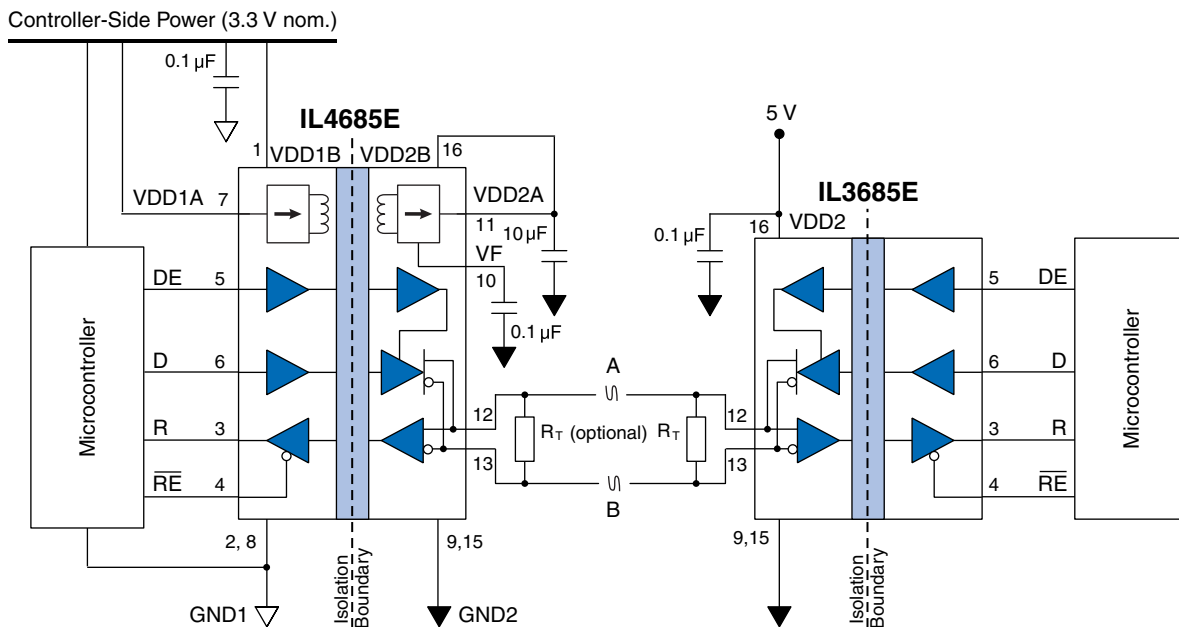 Controller-Side Power (3.3 V nom.)
0.1 µF
IL4685E
1
VDD1B
VDD2B
16
VDD1A
7
VDD2A
11
10 µF
VF
10
0.1 µF
Microcontroller
DE
5
D
6
R
3
RE
4
12
13
2, 8
9,15
GND1
GND2
Isolation
Boundary
A
RT (optional)
RT
B
5 V
IL3685E
0.1 µF
16
VDD2
12
13
9,15
5
DE
6
D
3
R
4
RE
Microcontroller
Isolation
Boundary